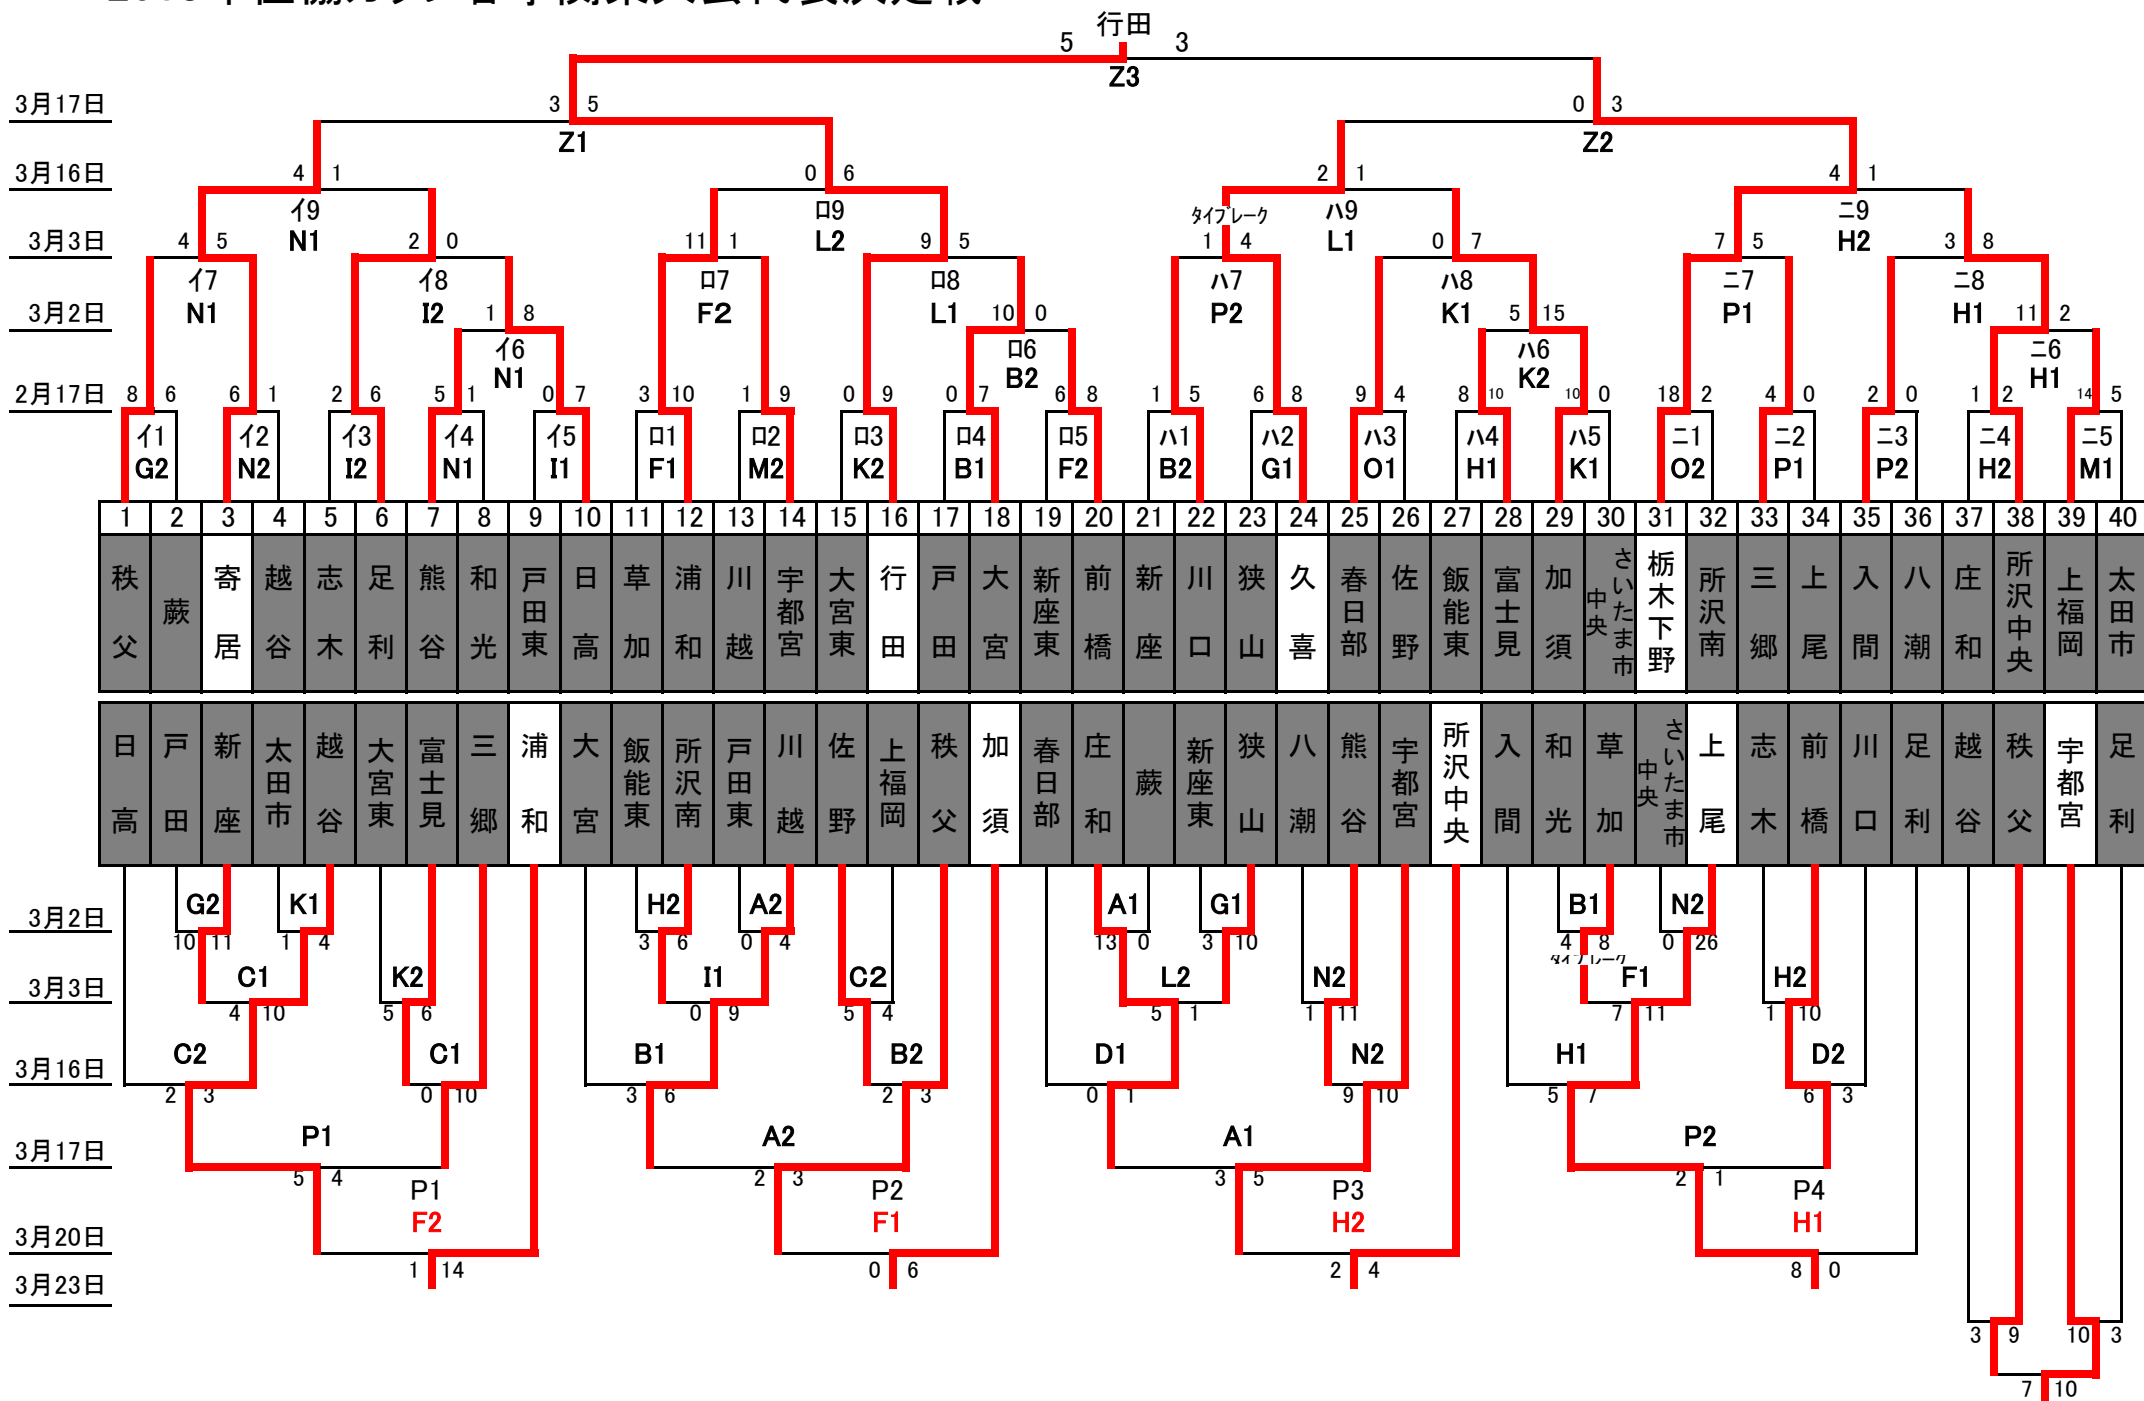 行田
5 3
Z3
3月17日 3 5 0 3
Z1 Z2
3月16日 4 1 0 6 2 1 4 1
イ9 ロ9 タイブレーク ハ9 ニ9
N1 L2 L1 H2
3月3日 4 5 2 0 11 1 9 5 1 4 0 7 7 5 3 8
イ7 イ8 ロ7 ロ8 ハ7 ハ8 ニ7 ニ8
N1 I2 F2 L1 P2 K1 P1 H1
3月2日 1 8 10 0 5 15 11 2
イ6 ロ6 ハ6 ニ6
N1 B2 K2 H1
2月17日 8 6 6 1 2 6 5 1 0 7 3 10 1 9 0 9 0 7 6 8 1 5 6 8 9 4 8 10 10 0 18 2 4 0 2 0 1 2 14 5
イ1 イ2 イ3 イ4 イ5 ロ1 ロ2 ロ3 ロ4 ロ5 ハ1 ハ2 ハ3 ハ4 ハ5 ニ1 ニ2 ニ3 ニ4 ニ5
G2 N2 I2 N1 I1 F1 M2 K2 B1 F2 B2 G1 O1 H1 K1 O2 P1 P2 H2 M1
1 2 3 4 5 6 7 8 9 10 11 12 13 14 15 16 17 18 19 20 21 22 23 24 25 26 27 28 29 30 31 32 33 34 35 36 37 38 39 40
秩父 蕨 寄居 越谷 志木 足利 熊谷 和光 戸田東 日高 草加 浦和 川越 宇都宮 大宮東 行田 戸田 大宮 新座東 前橋 新座 川口 狭山 久喜 春日部 佐野 飯能東 富士見 加須 さいたま市中央 栃木下野 所沢南 三郷 上尾 入間 八潮 庄和 所沢中央 上福岡 太田市
日高 戸田 新座 太田市 越谷 大宮東 富士見 三郷 浦和 大宮 飯能東 所沢南 戸田東 川越 佐野 上福岡 秩父 加須 春日部 庄和 蕨 新座東 狭山 八潮 熊谷 宇都宮 所沢中央 入間 和光 草加 さいたま市中央 上尾 志木 前橋 川口 足利 越谷 秩父 宇都宮 足利
G2 K1 H2 A2 A1 G1 B1 N2
3月2日 10 11 1 4 3 6 0 4 13 0 3 10 4 8 0 26
タイブレーク
C1 K2 I1 C2 L2 N2 F1 H2
3月3日 4 10 5 6 0 9 5 4 5 1 1 11 7 11 1 10
C2 C1 B1 B2 D1 N2 H1 D2
3月16日 2 3 0 10 3 6 2 3 0 1 9 10 5 7 6 3
P1 A2 A1 P2
3月17日 5 4 2 3 3 5 2 1
P1 P2 P3 P4
F2 F1 H2 H1
3月20日
1 14 0 6 2 4 8 0
3月23日
3 9 10 3
7 10